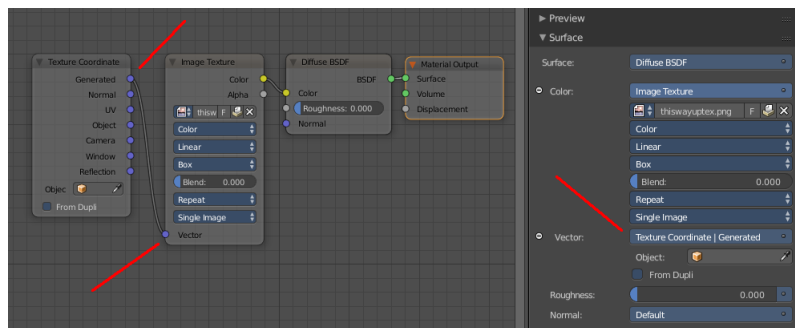 Texture Coordinate
Generated
Normal
UV
Object
Camera
Window
Reflection
Objec
From Dupli
Image Texture
Color
Alpha
thisw F
Color
Linear
Box
Blend: 0.000
Repeat
Single Image
Vector
Diffuse BSDF
BSDF
Color
Roughness: 0.000
Normal
Material Output
Surface
Volume
Displacement
Preview
Surface
Surface: Diffuse BSDF
Color: Image Texture
thiswayuptex.png F
Color
Linear
Box
Blend: 0.000
Repeat
Single Image
Vector: Texture Coordinate | Generated
Object:
From Dupli
Roughness: 0.000
Normal: Default